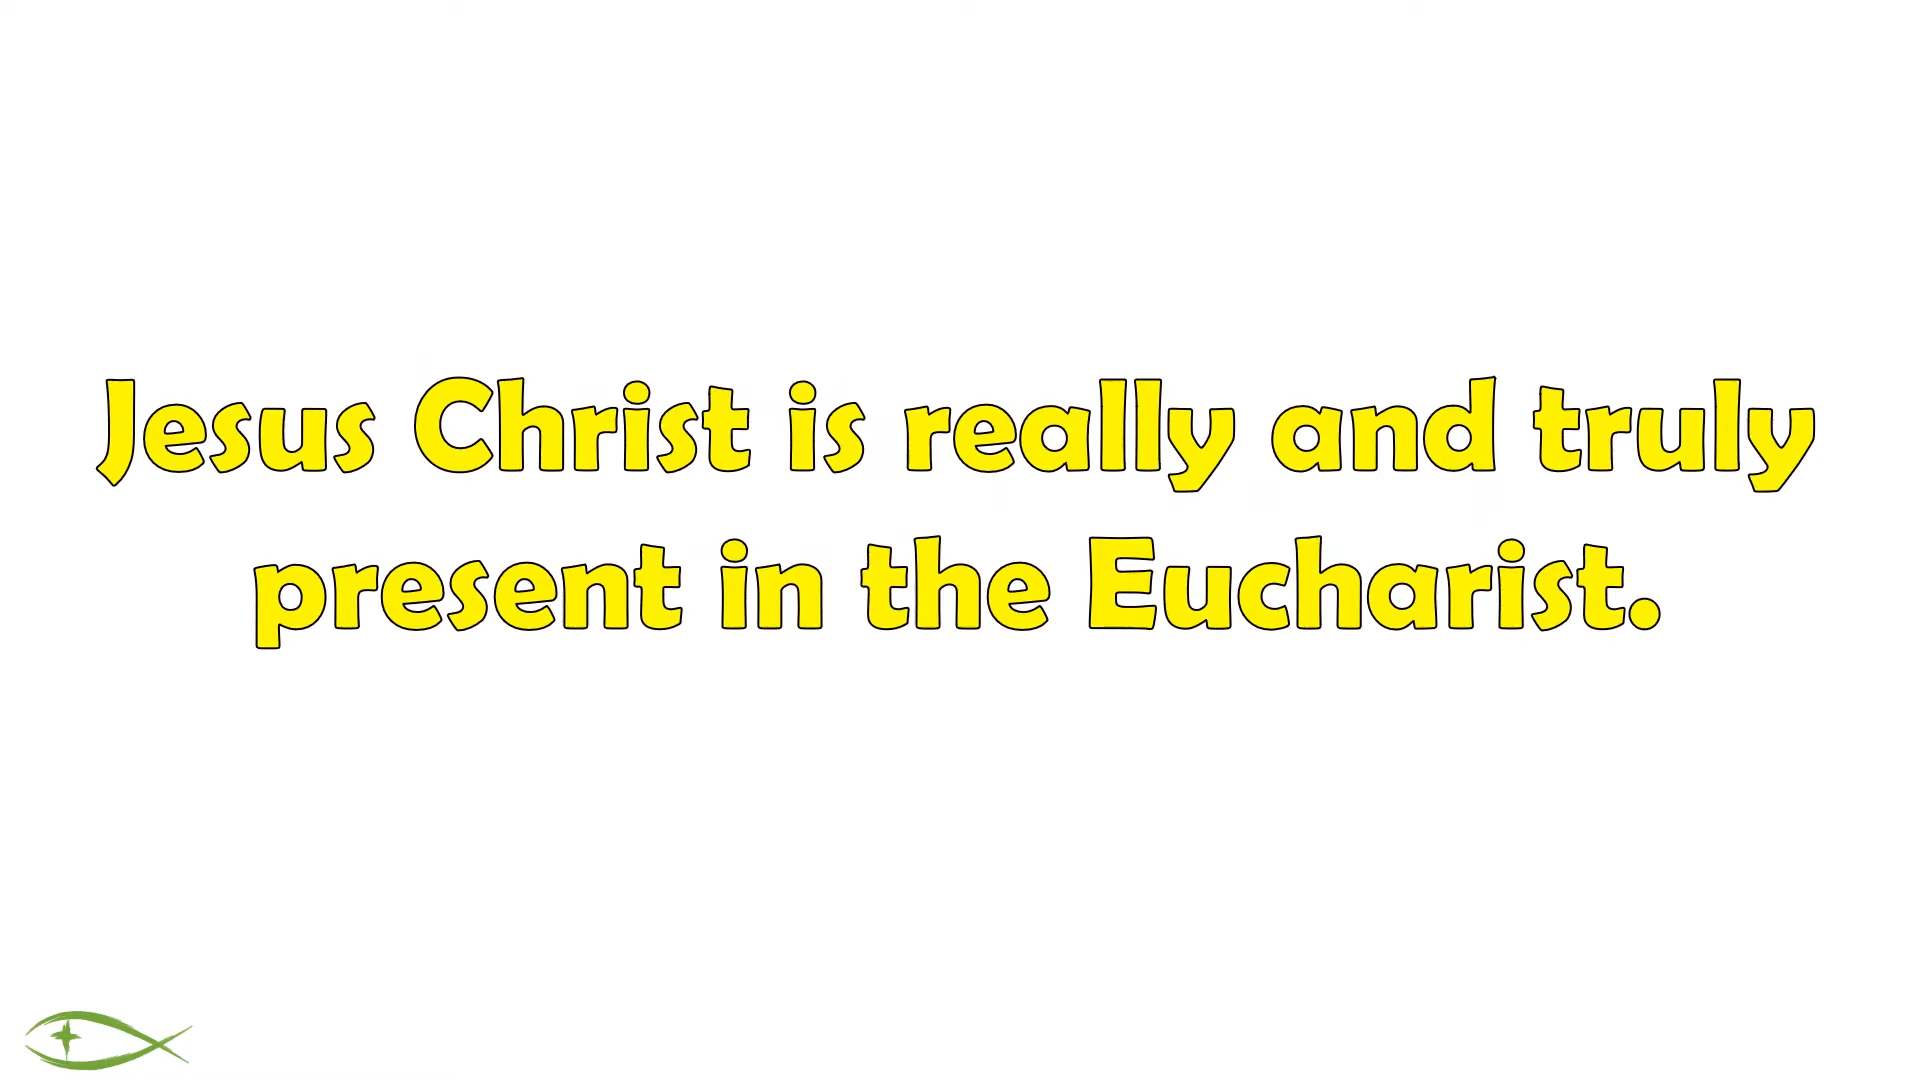 Jesus Christ is really and truly
present in the Eucharist.